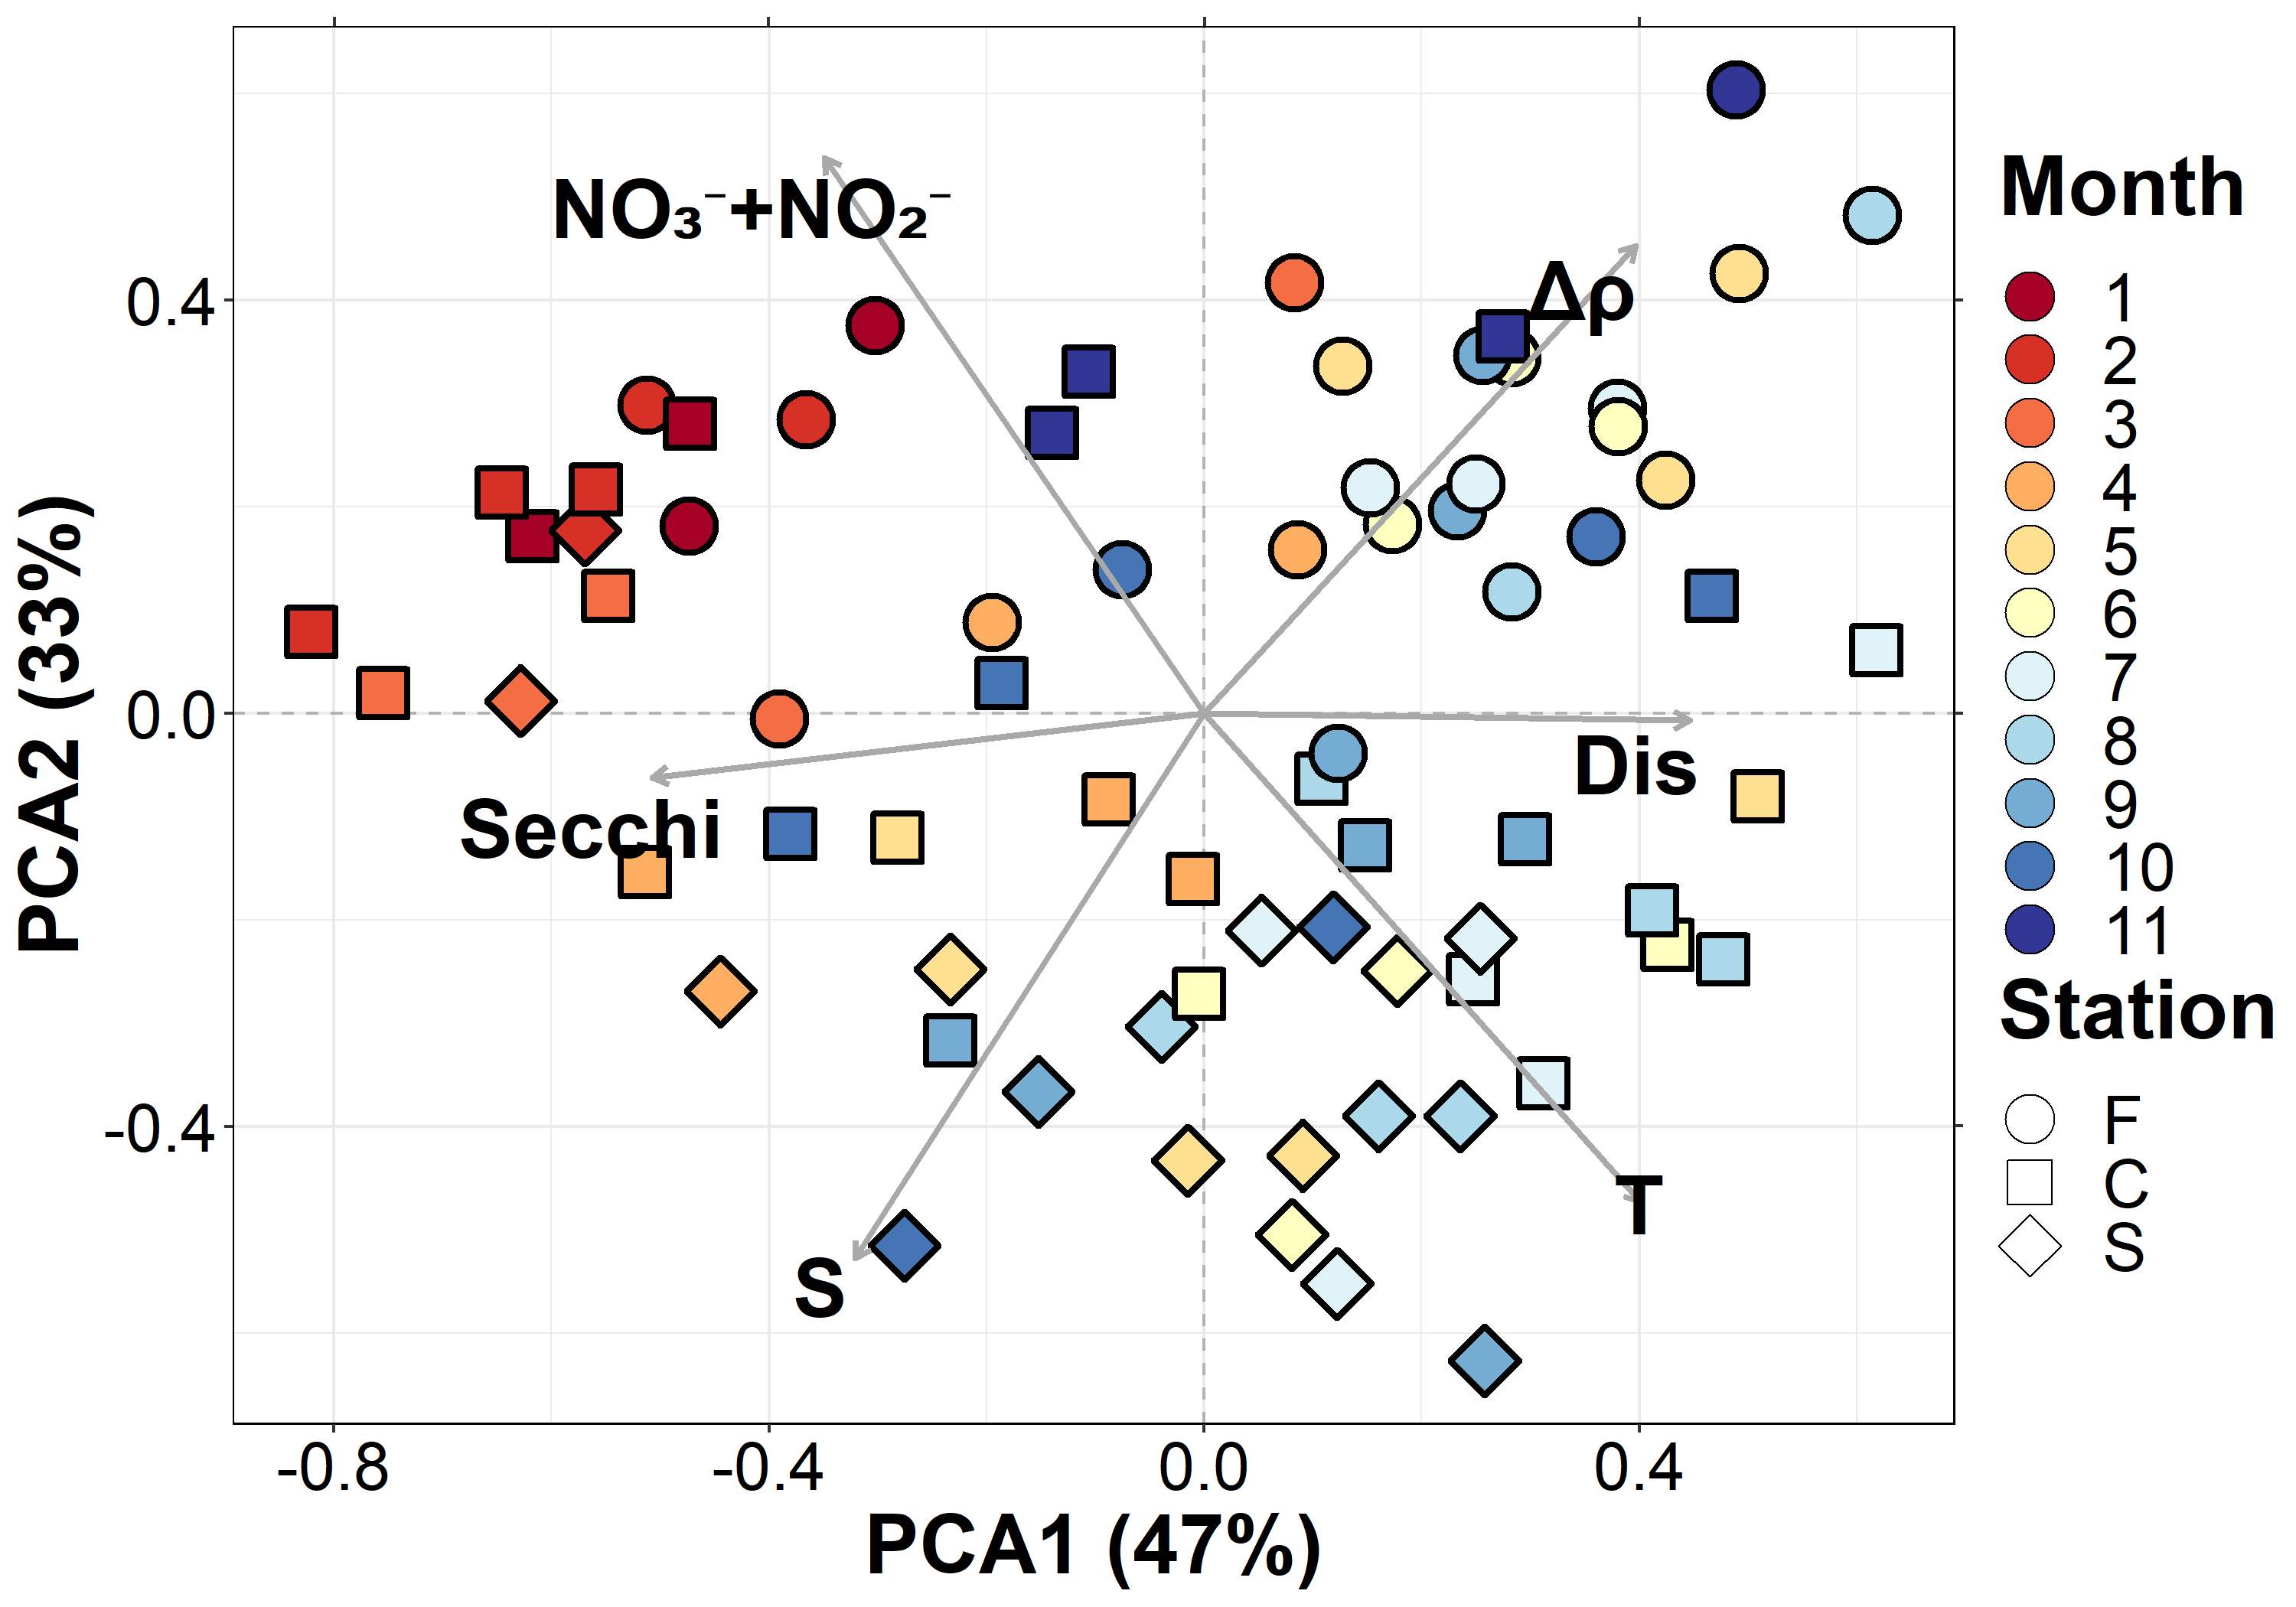 NO₃⁻+NO₂⁻
Δρ
Dis
Secchi
S
T
0.4
0.0
-0.4
PCA2 (33%)
-0.8 -0.4 0.0 0.4
PCA1 (47%)
Month
1
2
3
4
5
6
7
8
9
10
11
Station
F
C
S